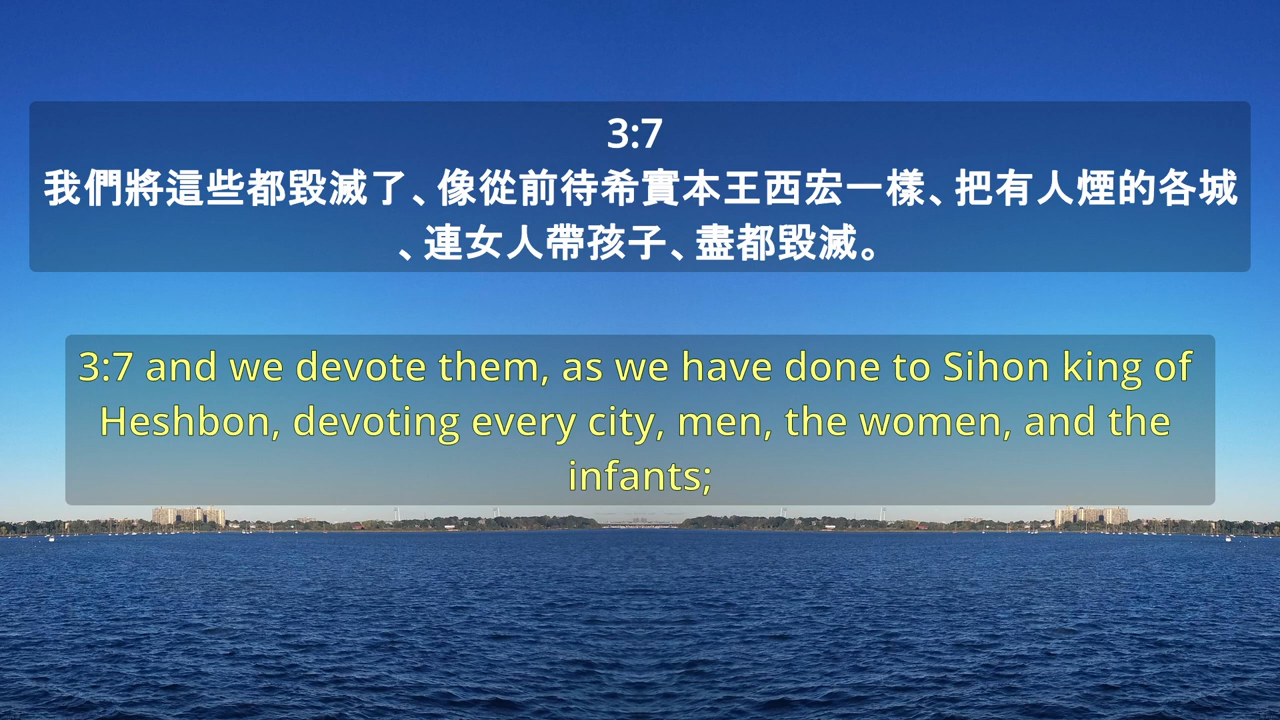 3:7
我們將這些都毀滅了、像從前待希實本王西宏一樣、把有人煙的各城
、連女人帶孩子、盡都毀滅。
3:7 and we devote them, as we have done to Sihon king of
Heshbon, devoting every city, men, the women, and the
infants;